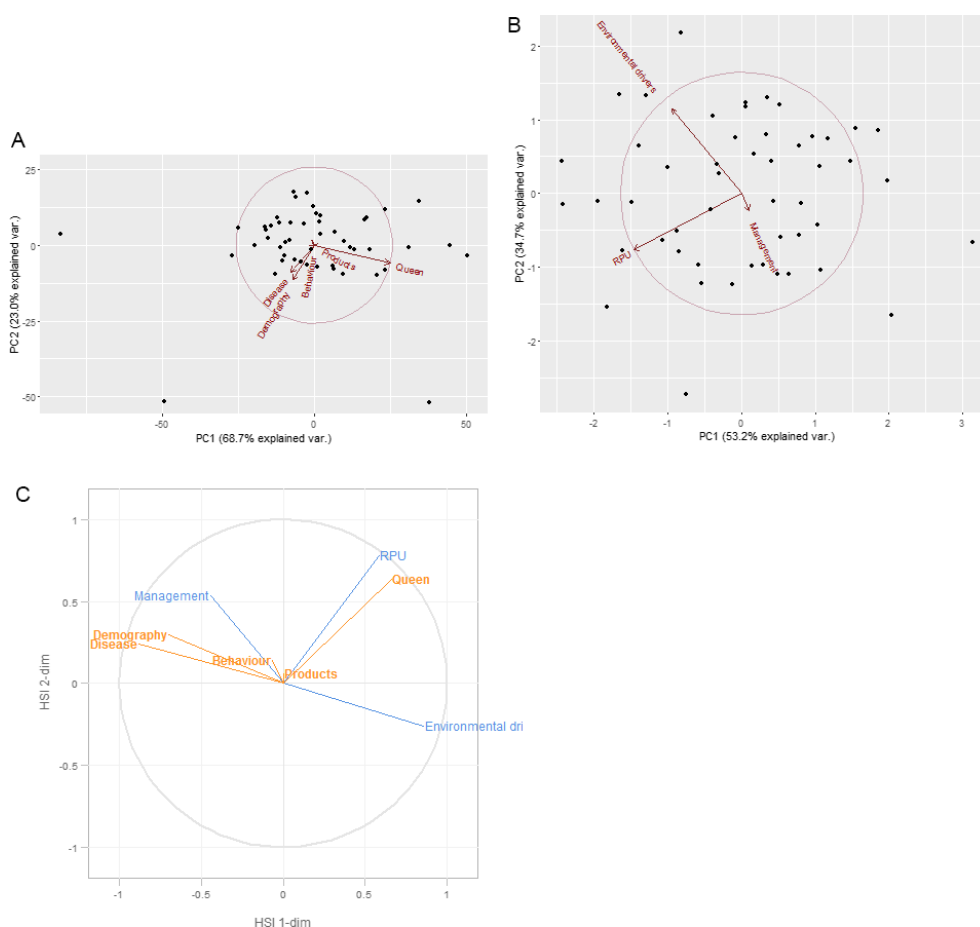 A
25
0
-25
-50
PC2 (23.0% explained var.)
-50
0
50
PC1 (68.7% explained var.)
Products
Queen
Behaviour
Disease
Demography
B
2
1
0
-1
-2
PC2 (34.7% explained var.)
-2
-1
0
1
2
3
PC1 (53.2% explained var.)
Environmental drivers
Management
RPU
C
1
0.5
0
-0.5
-1
HSI 2-dim
RPU
Queen
Management
Demography
Disease
Behaviour
Products
Environmental dri
-1
-0.5
0
0.5
1
HSI 1-dim